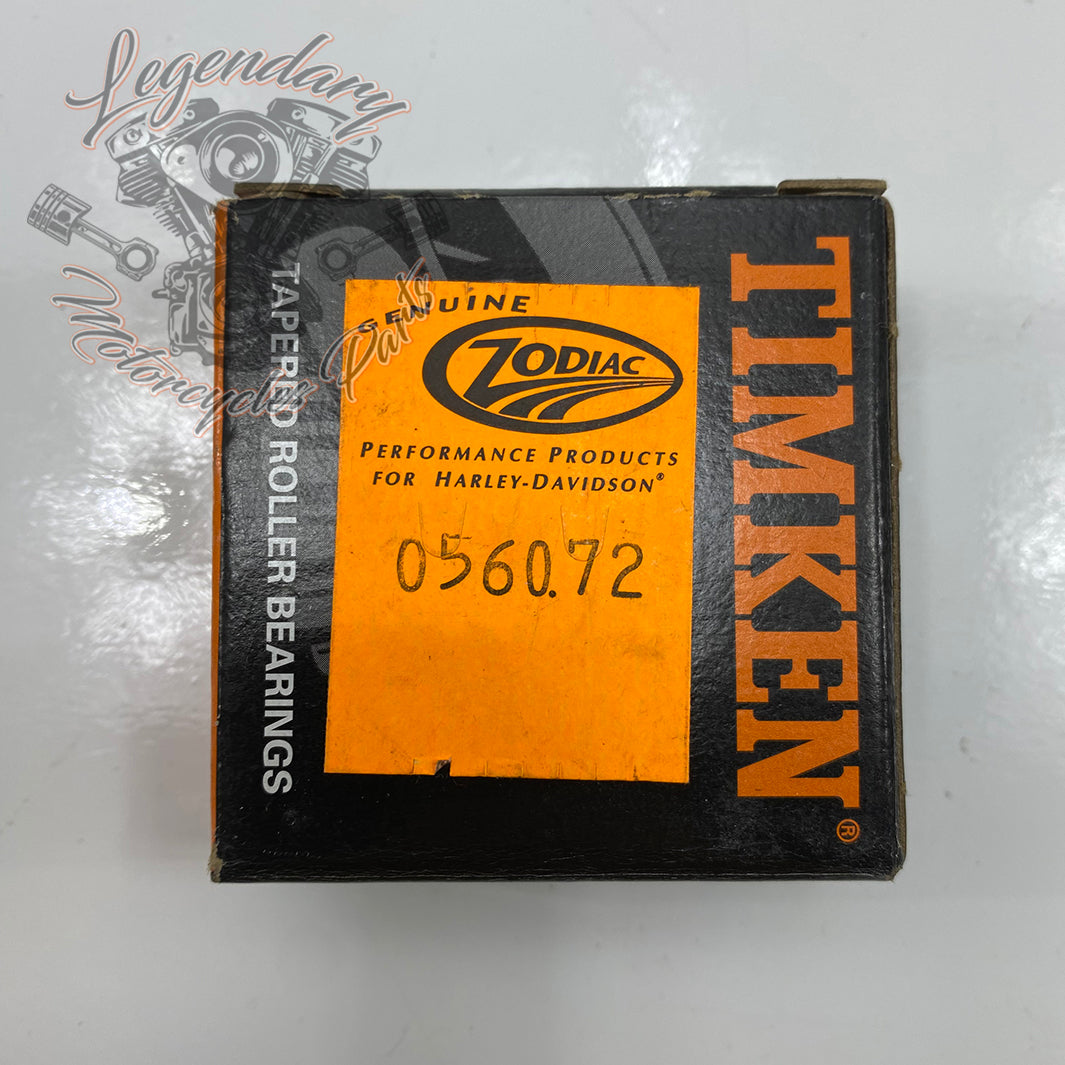 Legendary
Motorcycles Parts
TAPERED ROLLER BEARINGS
GENUINE
ZODIAC
PERFORMANCE PRODUCTS
FOR HARLEY-DAVIDSON®
056072
TIMKEN®